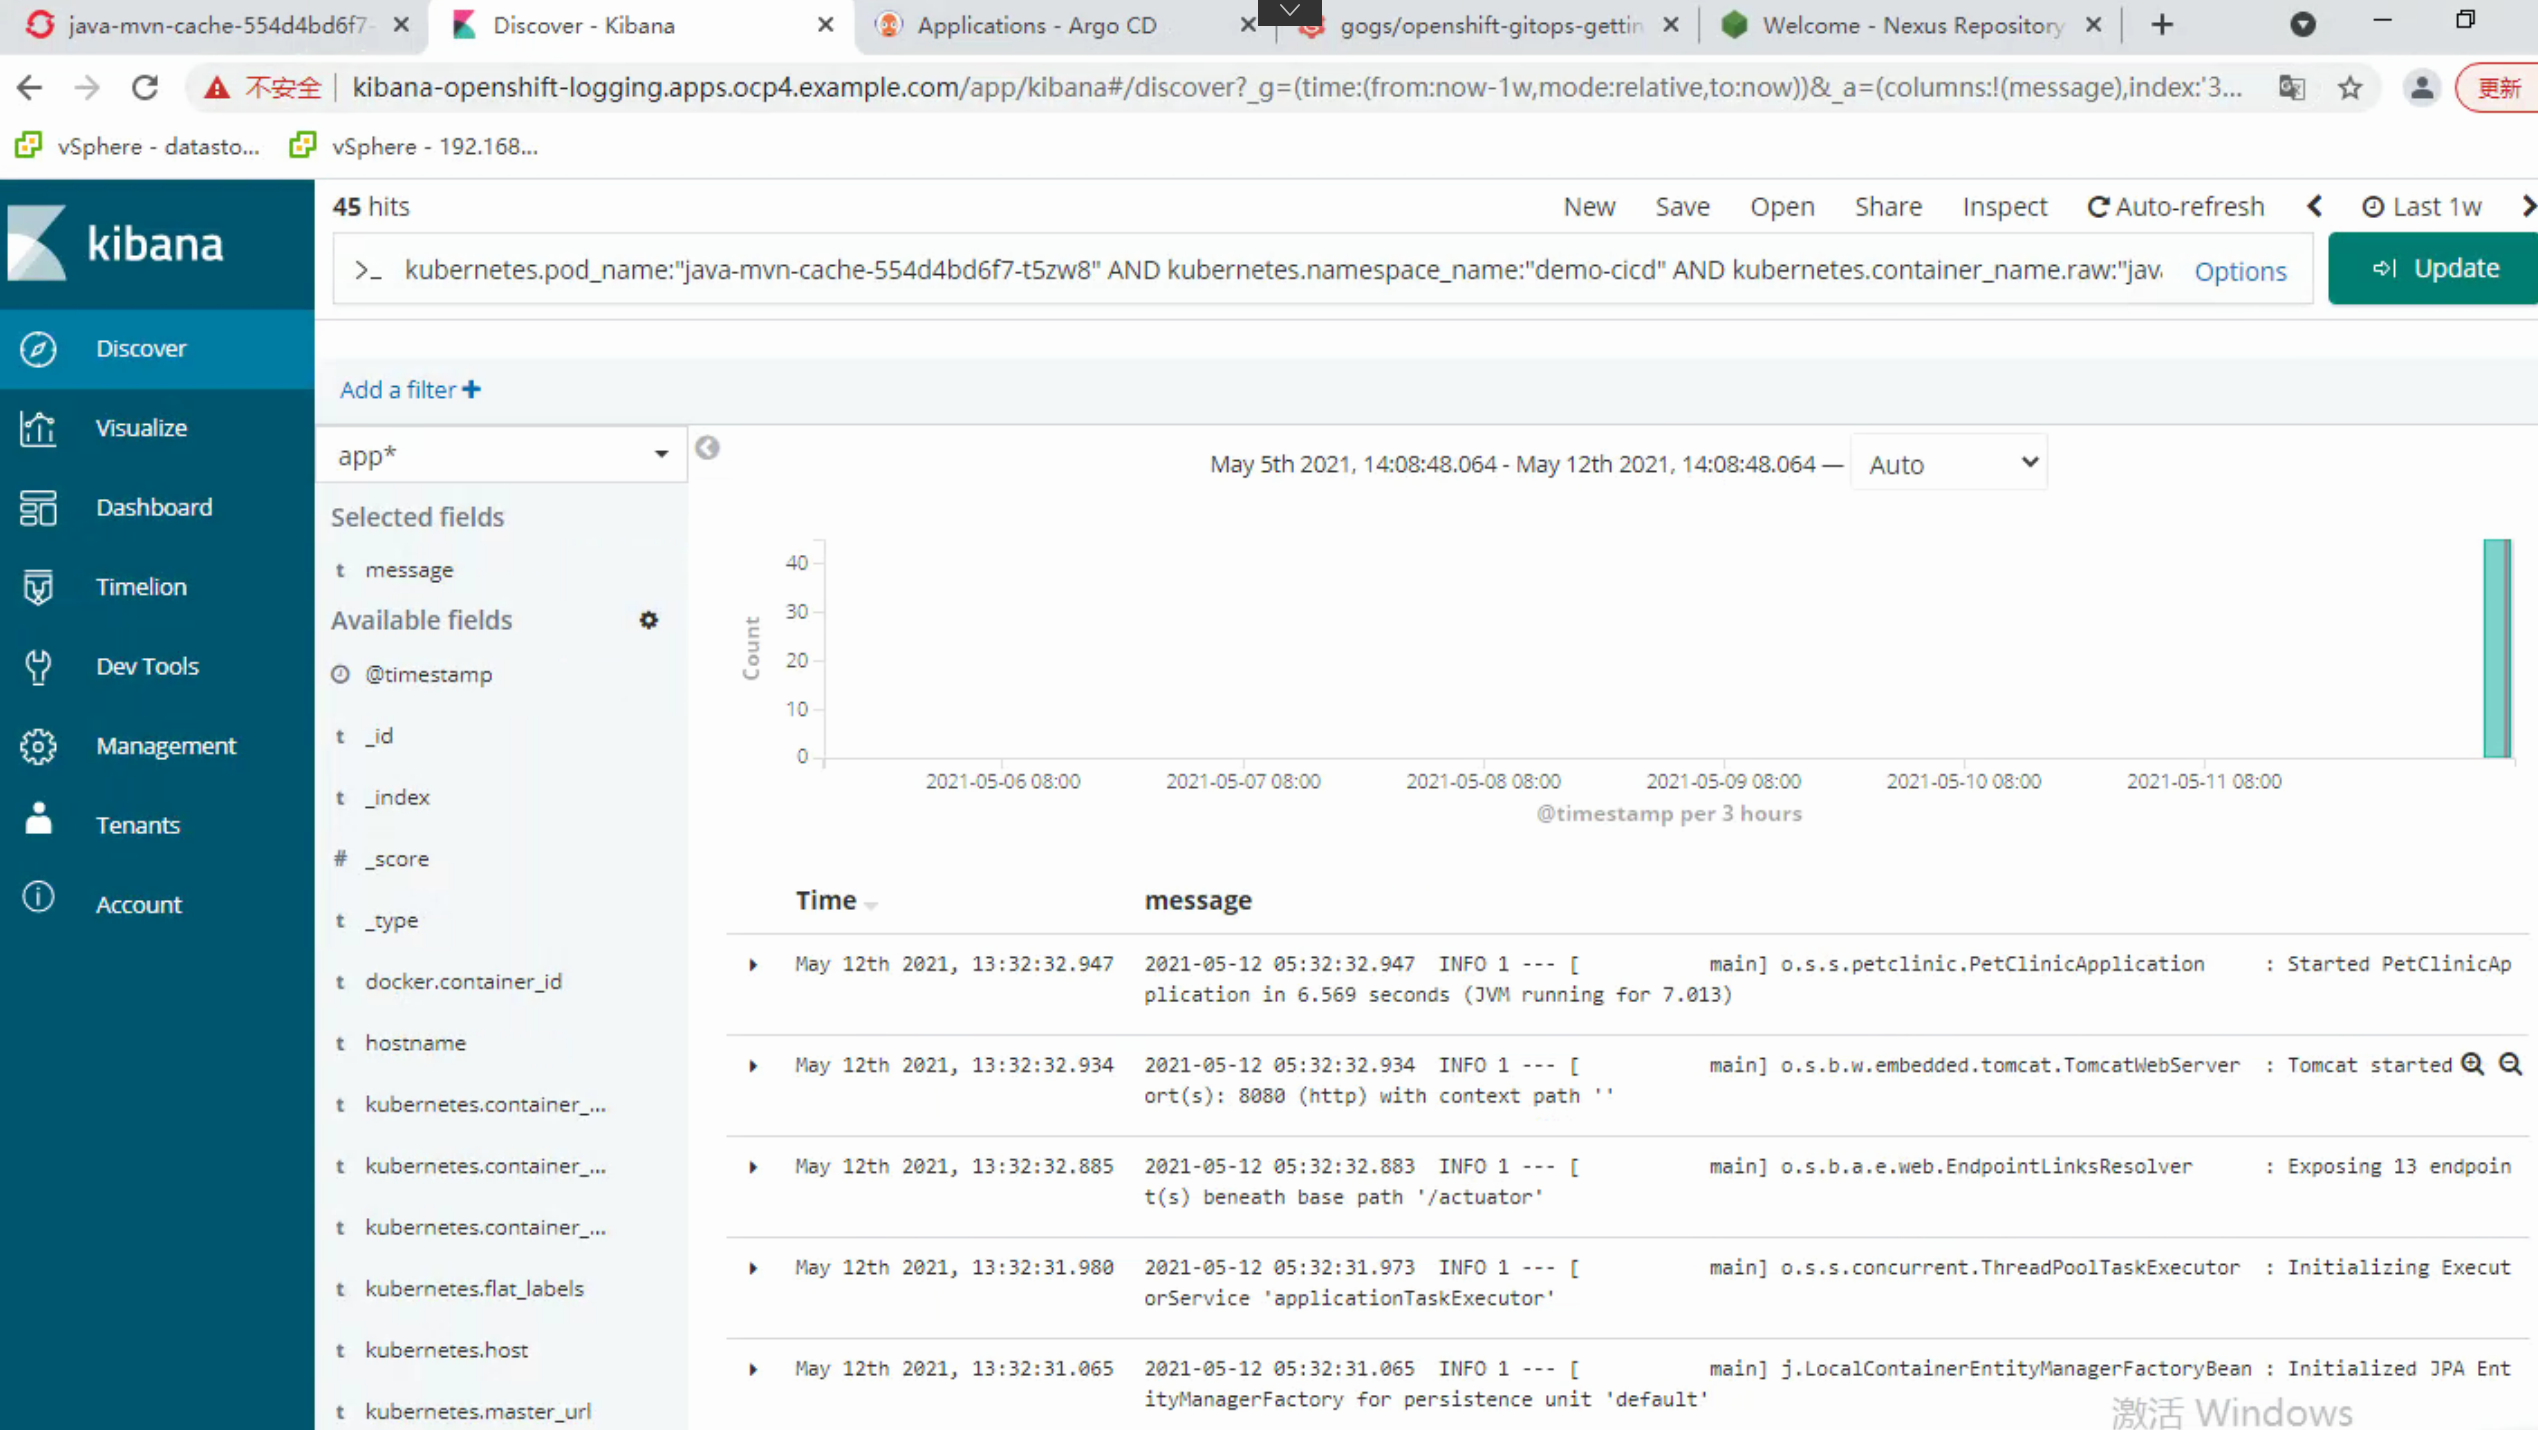 java-mvn-cache-554d4bd6f7-
Discover - Kibana
Applications - Argo CD
gogs/openshift-gitops-gettin
Welcome - Nexus Repository
不安全
kibana-openshift-logging.apps.ocp4.example.com/app/kibana#/discover?_g=(time:(from:now-1w,mode:relative,to:now))&_a=(columns:!(message),index:'3...
更新
vSphere - datasto...
vSphere - 192.168...
kibana
45 hits
New
Save
Open
Share
Inspect
Auto-refresh
Last 1w
>_ kubernetes.pod_name:"java-mvn-cache-554d4bd6f7-t5zw8" AND kubernetes.namespace_name:"demo-cicd" AND kubernetes.container_name.raw:"jav
Options
Update
Discover
Visualize
Dashboard
Timelion
Dev Tools
Management
Tenants
Account
Add a filter +
app*
Selected fields
t message
Available fields
@timestamp
t _id
t _index
# _score
t _type
t docker.container_id
t hostname
t kubernetes.container_...
t kubernetes.container_...
t kubernetes.container_...
t kubernetes.flat_labels
t kubernetes.host
t kubernetes.master_url
May 5th 2021, 14:08:48.064 - May 12th 2021, 14:08:48.064 —
Auto
Count
40
30
20
10
0
2021-05-06 08:00
2021-05-07 08:00
2021-05-08 08:00
2021-05-09 08:00
2021-05-10 08:00
2021-05-11 08:00
@timestamp per 3 hours
Time
message
May 12th 2021, 13:32:32.947
2021-05-12 05:32:32.947 INFO 1 --- [ main] o.s.s.petclinic.PetClinicApplication : Started PetClinicAp
plication in 6.569 seconds (JVM running for 7.013)
May 12th 2021, 13:32:32.934
2021-05-12 05:32:32.934 INFO 1 --- [ main] o.s.b.w.embedded.tomcat.TomcatWebServer : Tomcat started
ort(s): 8080 (http) with context path ''
May 12th 2021, 13:32:32.885
2021-05-12 05:32:32.883 INFO 1 --- [ main] o.s.b.a.e.web.EndpointLinksResolver : Exposing 13 endpoin
t(s) beneath base path '/actuator'
May 12th 2021, 13:32:31.980
2021-05-12 05:32:31.973 INFO 1 --- [ main] o.s.s.concurrent.ThreadPoolTaskExecutor : Initializing Execut
orService 'applicationTaskExecutor'
May 12th 2021, 13:32:31.065
2021-05-12 05:32:31.065 INFO 1 --- [ main] j.LocalContainerEntityManagerFactoryBean : Initialized JPA Ent
ityManagerFactory for persistence unit 'default'
激活 Windows